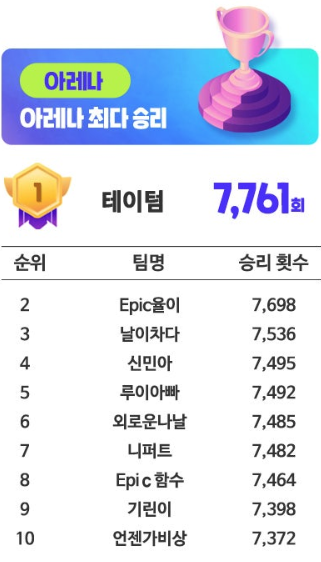 아레나
아레나 최다 승리
1 테이텀 7,761회
순위 팀명 승리 횟수
2 Epic율이 7,698
3 날이차다 7,536
4 신민아 7,495
5 루이아빠 7,492
6 외로운나날 7,485
7 니퍼트 7,482
8 Epi c 함수 7,464
9 기린이 7,398
10 언젠가비상 7,372